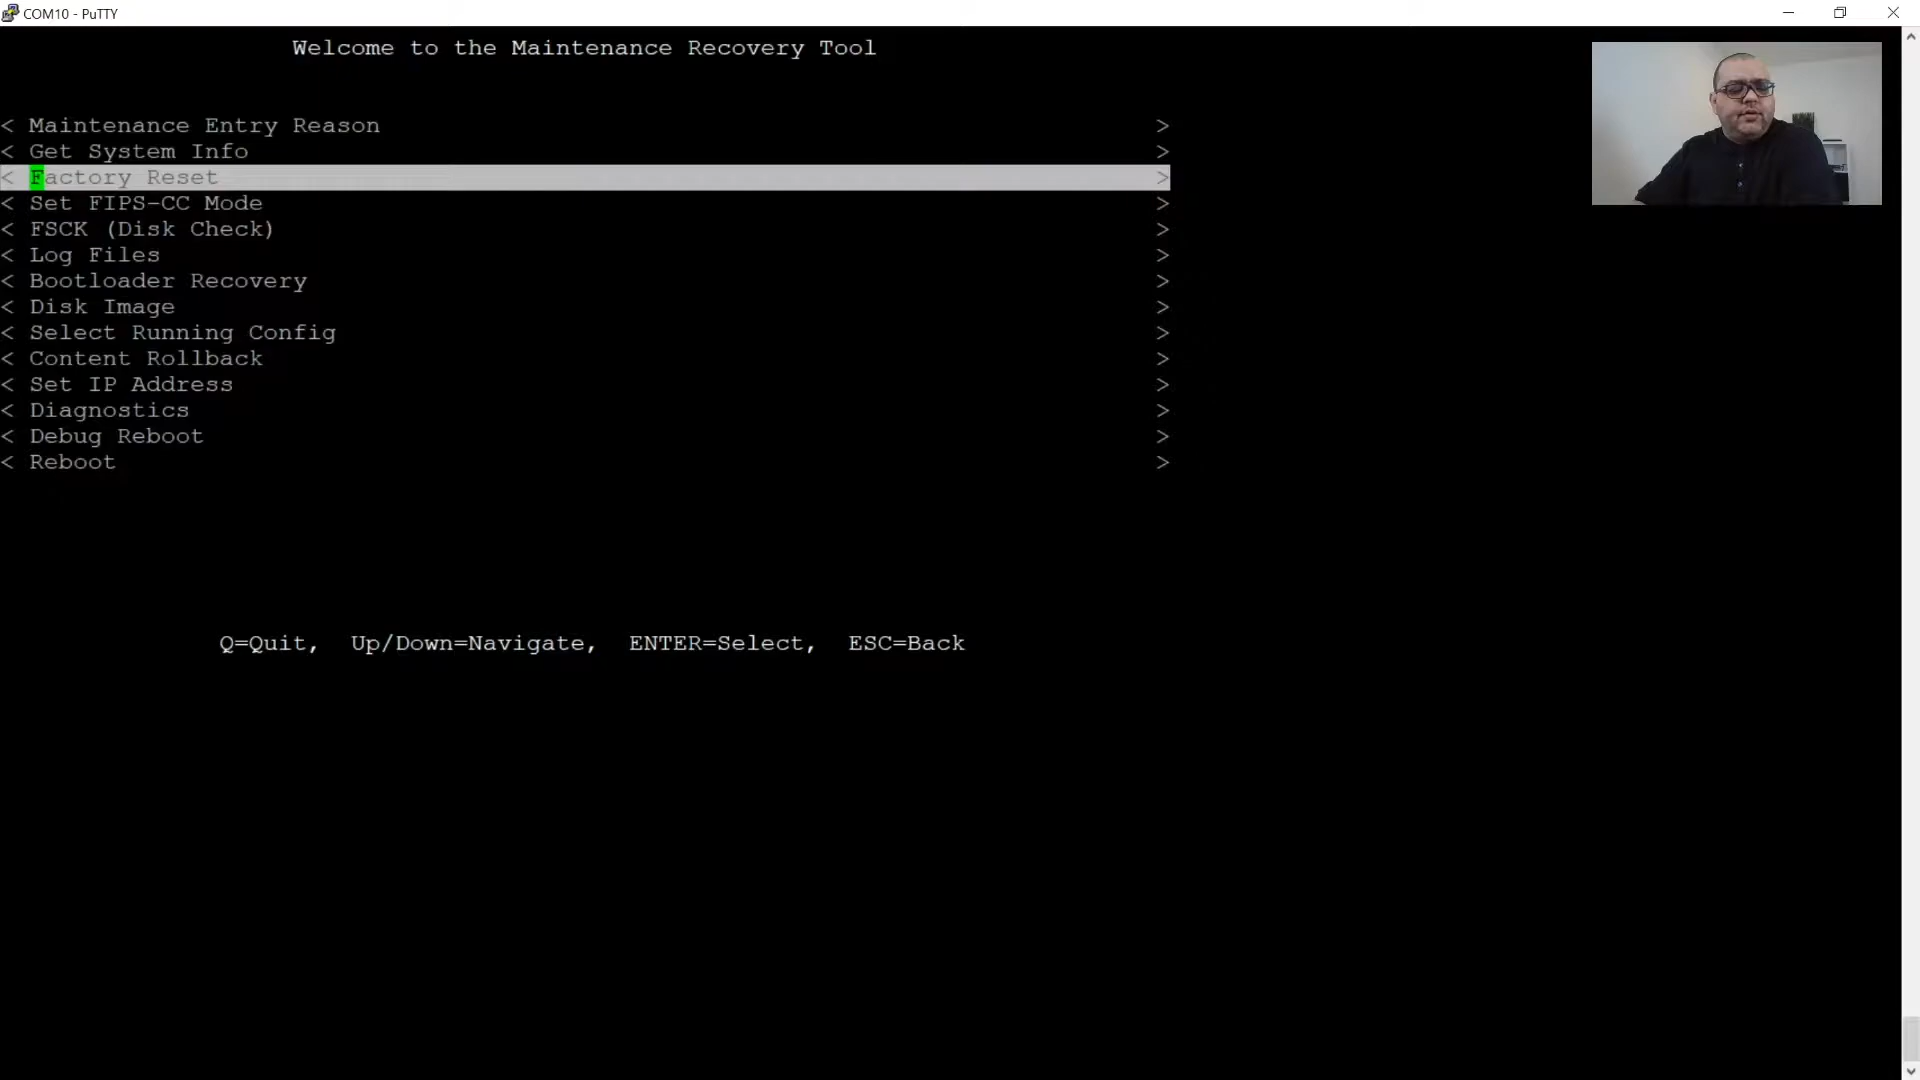 COM10 - PuTTY
Welcome to the Maintenance Recovery Tool
< Maintenance Entry Reason >
< Get System Info >
< Factory Reset >
< Set FIPS-CC Mode >
< FSCK (Disk Check) >
< Log Files >
< Bootloader Recovery >
< Disk Image >
< Select Running Config >
< Content Rollback >
< Set IP Address >
< Diagnostics >
< Debug Reboot >
< Reboot >
Q=Quit, Up/Down=Navigate, ENTER=Select, ESC=Back